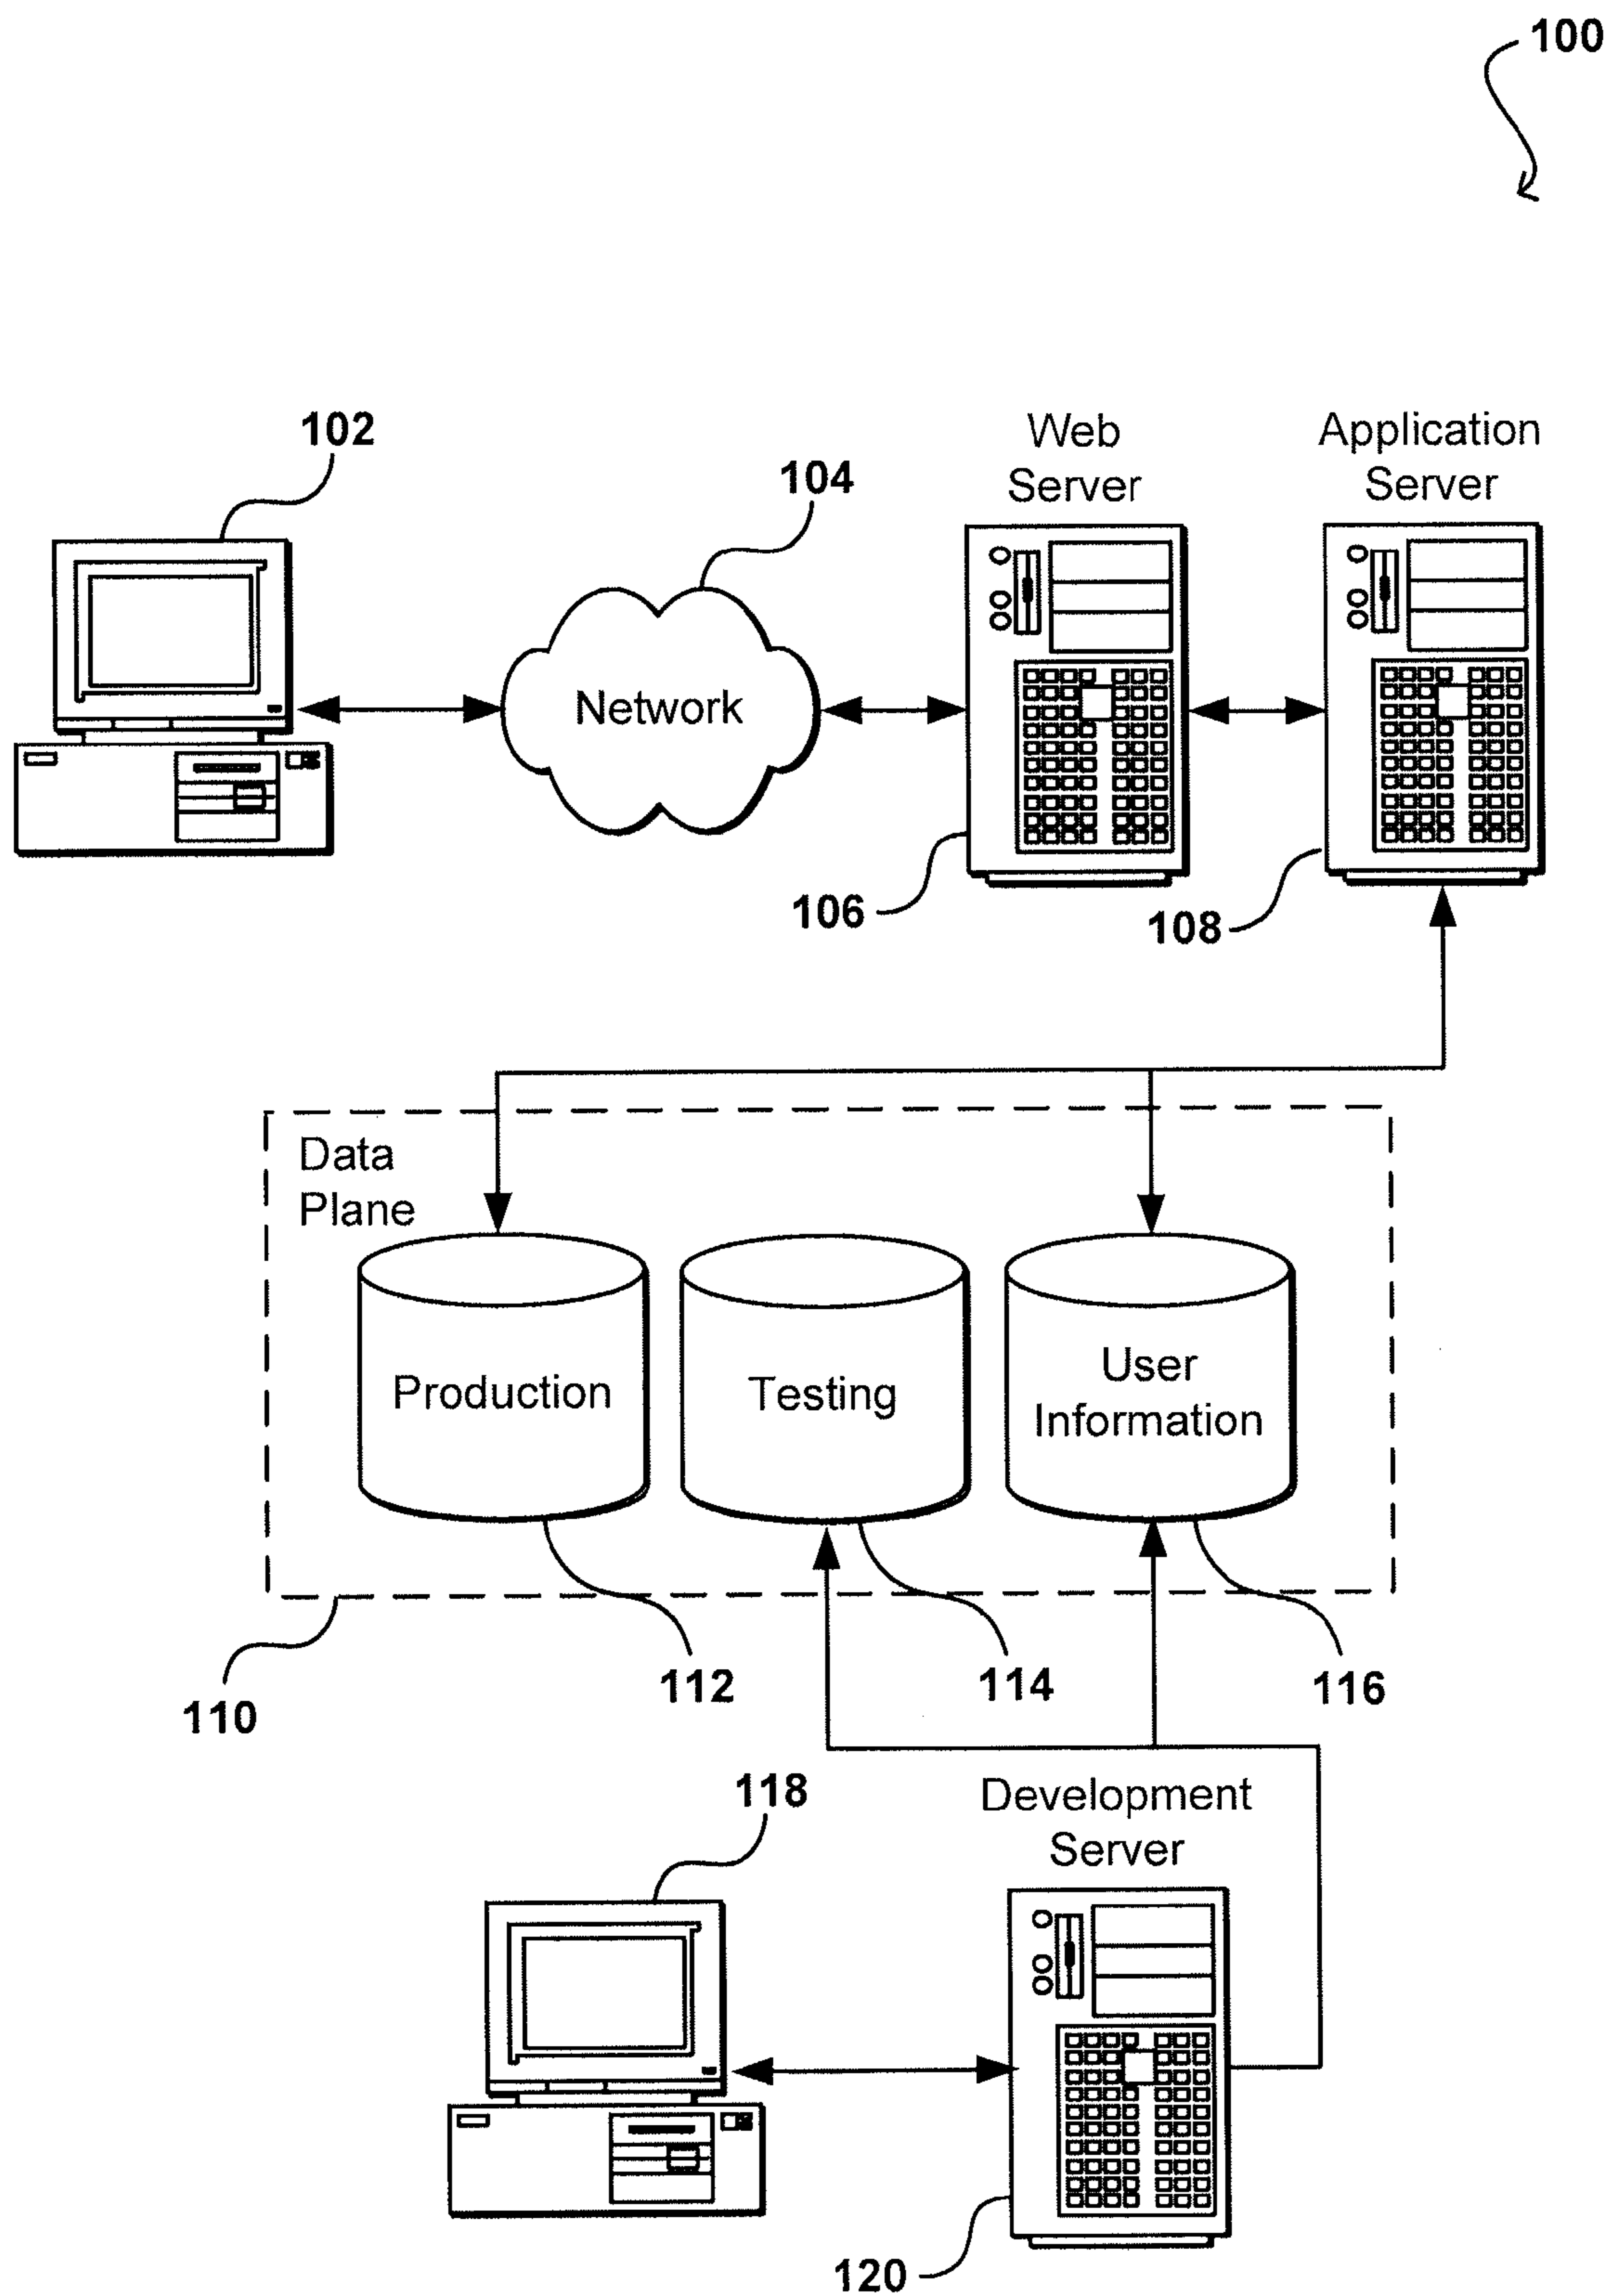 100
102
104
Web
Server
Application
Server
Network
106
108
Data
Plane
Production
Testing
User
Information
110
112
114
116
118
Development
Server
120